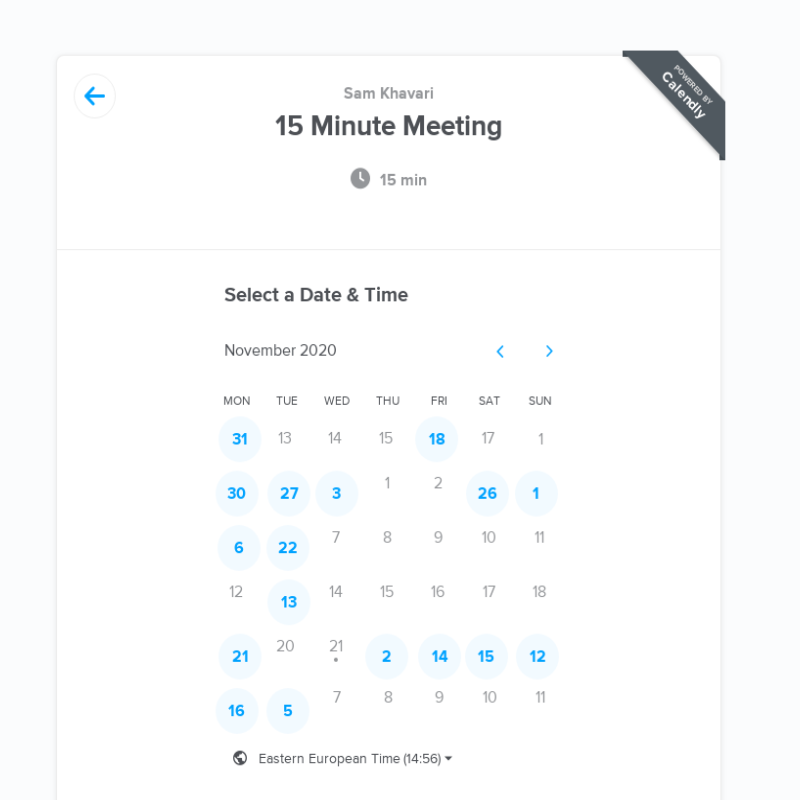 POWERED BY
Calendly
Sam Khavari
15 Minute Meeting
15 min
Select a Date & Time
November 2020
MON TUE WED THU FRI SAT SUN
31 13 14 15 18 17 1
30 27 3 1 2 26 1
6 22 7 8 9 10 11
12 13 14 15 16 17 18
21 20 21 2 14 15 12
16 5 7 8 9 10 11
Eastern European Time (14:56)